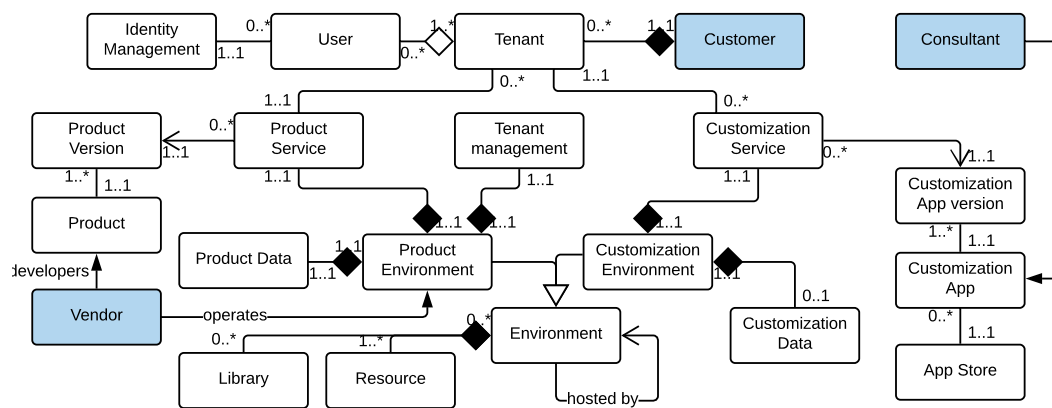 Identity
Management
0..*
1..1
User
1..*
0..*
Tenant
0..*
1..1
Customer
Consultant
0..*
1..1
1..1
0..*
Product
Version
0..*
1..1
Product
Service
Tenant
management
Customization
Service
0..*
1..1
1..*
1..1
1..1
1..1
1..1
Customization
App version
Product
1..1
1..1
1..1
1..*
1..1
Product Data
1..1
1..1
Product
Environment
Customization
Environment
1..1
Customization
App
developers
Vendor
operates
0..*
Environment
0..1
Customization
Data
0..*
1..1
0..*
1..*
Library
Resource
hosted by
App Store